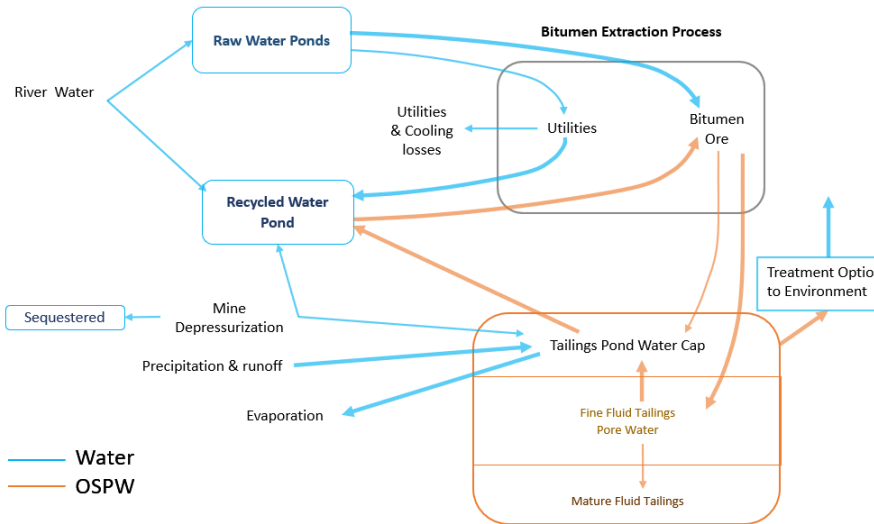 Raw Water Ponds
Bitumen Extraction Process
River Water
Utilities
& Cooling
losses
Utilities
Bitumen
Ore
Recycled Water
Pond
Treatment Optio
to Environment
Sequestered
Mine
Depressurization
Tailings Pond Water Cap
Precipitation & runoff
Evaporation
Fine Fluid Tailings
Pore Water
Water
OSPW
Mature Fluid Tailings